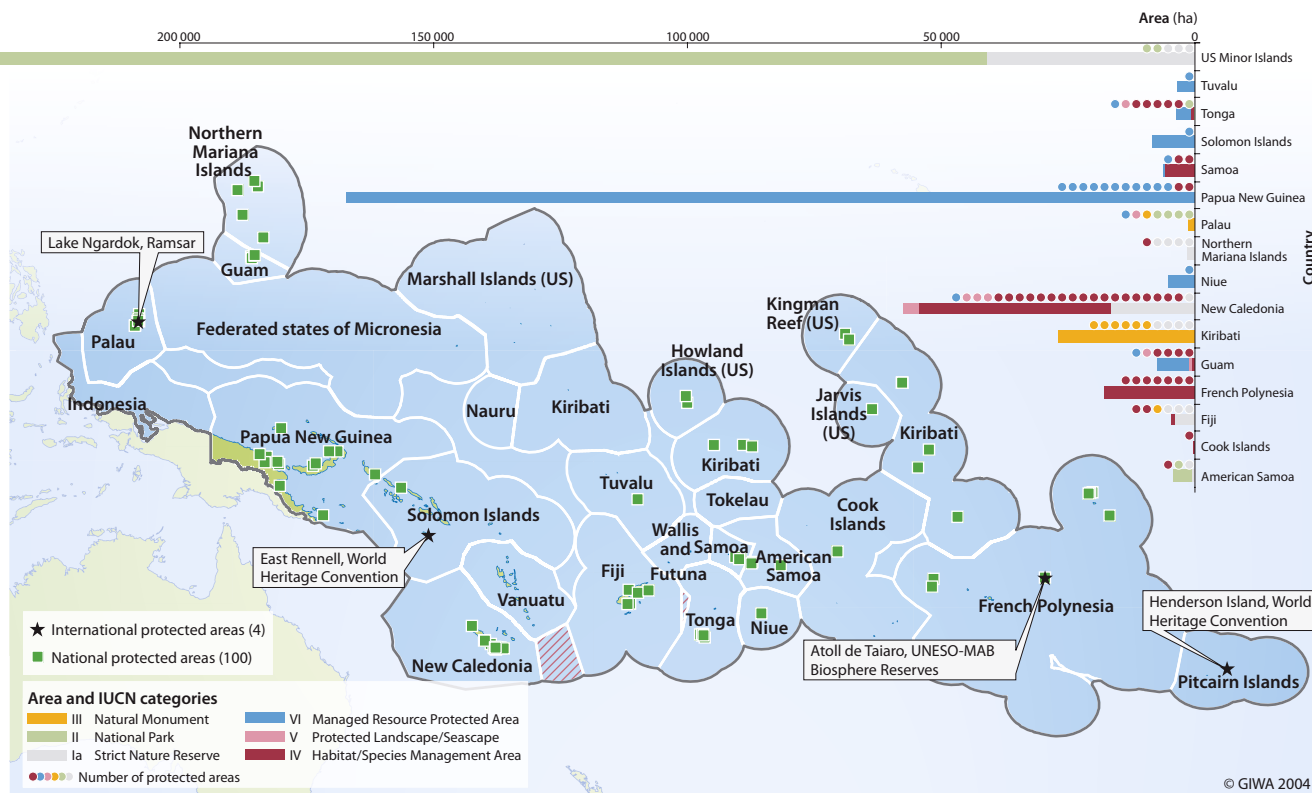 Area (ha)
200 000
150 000
100 000
50 000
0
US Minor Islands
Tuvalu
Tonga
Solomon Islands
Samoa
Papua New Guinea
Palau
Northern
Mariana Islands
Niue
New Caledonia
Kiribati
Guam
French Polynesia
Fiji
Cook Islands
American Samoa
Country
Northern
Mariana
Islands
Lake Ngardok, Ramsar
Guam
Marshall Islands (US)
Palau
Federated states of Micronesia
Kingman
Reef (US)
Howland
Islands (US)
Indonesia
Nauru
Kiribati
Jarvis
Islands
(US)
Kiribati
Papua New Guinea
Kiribati
Tuvalu
Tokelau
Cook
Islands
Solomon Islands
Wallis
and
Futuna
Samoa
American
Samoa
East Rennell, World
Heritage Convention
Fiji
Vanuatu
Tonga
Niue
French Polynesia
Henderson Island, World
Heritage Convention
Atoll de Taiaro, UNESO-MAB
Biosphere Reserves
New Caledonia
Pitcairn Islands
International protected areas (4)
National protected areas (100)
Area and IUCN categories
III Natural Monument
II National Park
Ia Strict Nature Reserve
VI Managed Resource Protected Area
V Protected Landscape/Seascape
IV Habitat/Species Management Area
Number of protected areas
© GIWA 2004